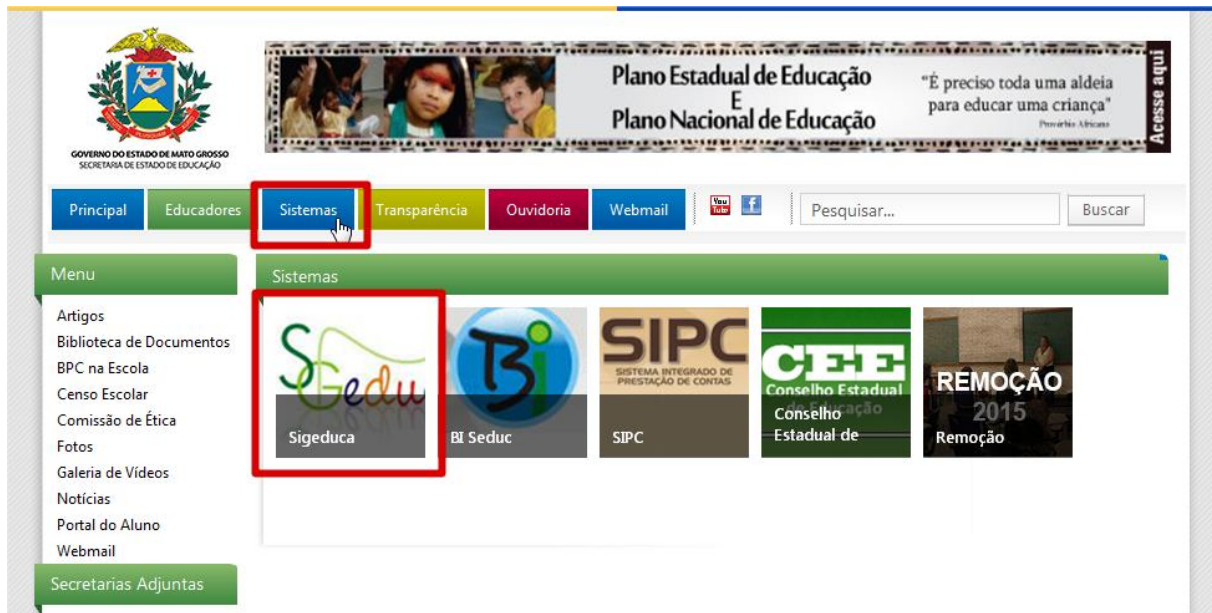 GOVERNO DO ESTADO DE MATO GROSSO
SECRETARIA DE ESTADO DE EDUCAÇÃO
Plano Estadual de Educação
E
Plano Nacional de Educação
"É preciso toda uma aldeia
para educar uma criança"
Provérbio Africano
Acesse aqui
Principal
Educadores
Sistemas
Transparência
Ouvidoria
Webmail
You
Tube
f
Pesquisar...
Buscar
Menu
Artigos
Biblioteca de Documentos
BPC na Escola
Censo Escolar
Comissão de Ética
Fotos
Galeria de Vídeos
Notícias
Portal do Aluno
Webmail
Secretarias Adjuntas
Sistemas
SGedu
Sigeduca
Bi
BI Seduc
SIPC
SISTEMA INTEGRADO DE
PRESTAÇÃO DE CONTAS
SIPC
CEE
Conselho Estadual
de Educação
Conselho
Estadual de
REMOÇÃO
2015
Remoção